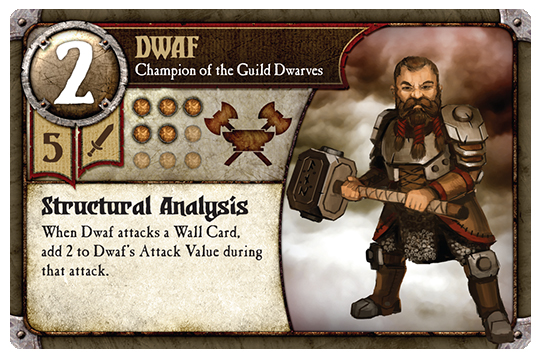 2
DWAF
Champion of the Guild Dwarves
5
Structural Analysis
When Dwaf attacks a Wall Card,
add 2 to Dwaf's Attack Value during
that attack.